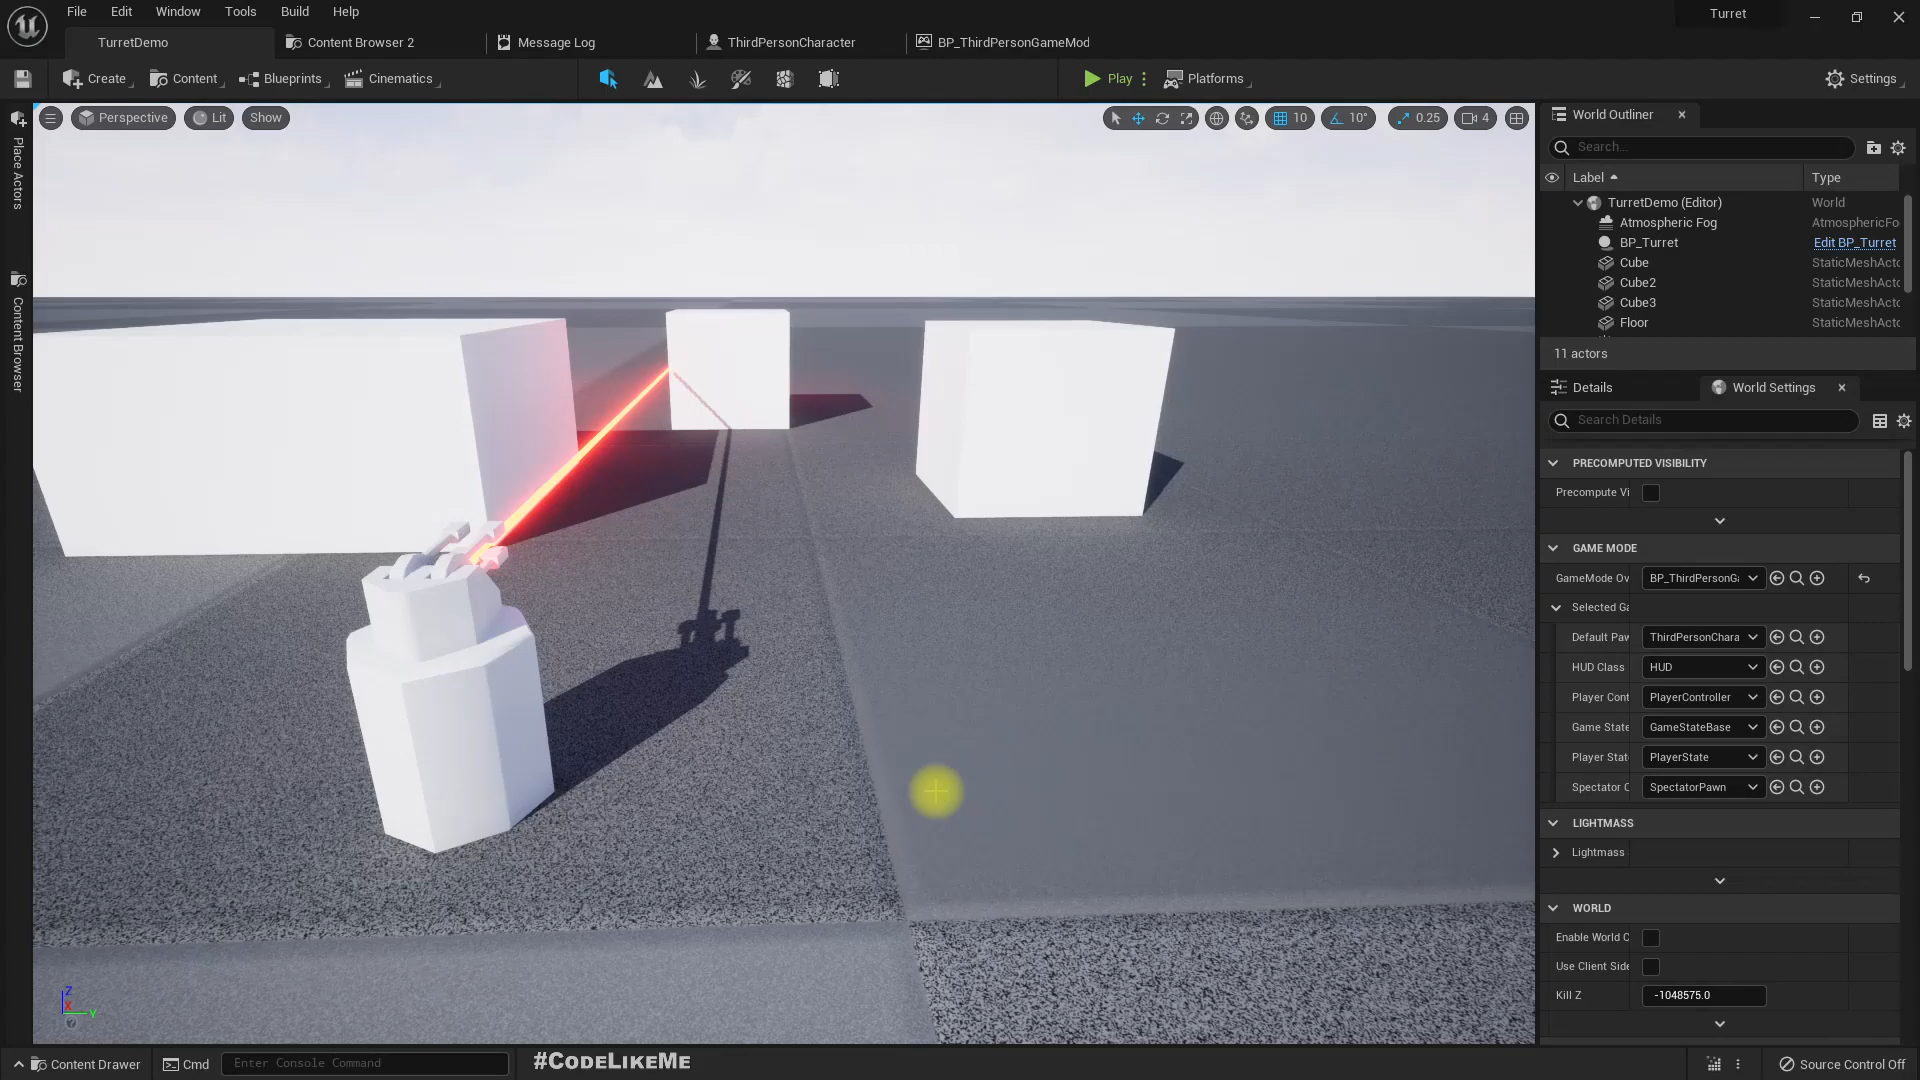 File Edit Window Tools Build Help
Turret
TurretDemo Content Browser 2 Message Log ThirdPersonCharacter BP_ThirdPersonGameMod
Create Content Blueprints Cinematics Play Platforms Settings
Perspective Lit Show 10 10° 0.25 4
Place Actors
Content Browser
World Outliner
Search...
Label Type
TurretDemo (Editor) World
Atmospheric Fog AtmosphericFo
BP_Turret Edit BP_Turret
Cube StaticMeshActo
Cube2 StaticMeshActo
Cube3 StaticMeshActo
Floor StaticMeshActo
11 actors
Details World Settings
Search Details
PRECOMPUTED VISIBILITY
Precompute Vi
GAME MODE
GameMode Ov BP_ThirdPersonGa
Selected Ga
Default Paw ThirdPersonChara
HUD Class HUD
Player Cont PlayerController
Game State GameStateBase
Player Stat PlayerState
Spectator C SpectatorPawn
LIGHTMASS
Lightmass
WORLD
Enable World C
Use Client Side
Kill Z -1048575.0
Z
X
Y
Content Drawer Cmd Enter Console Command #CODELIKEME Source Control Off